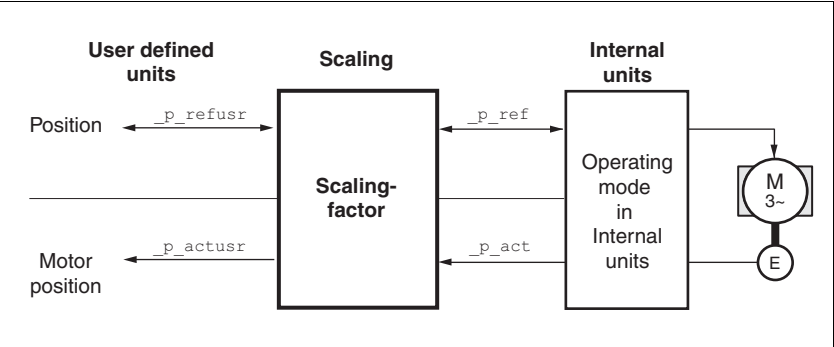 User defined
units
Scaling
Internal
units
Position
_p_refusr
_p_ref
Scaling-
factor
Operating
mode
in
Internal
units
M
3~
Motor
position
_p_actusr
_p_act
E